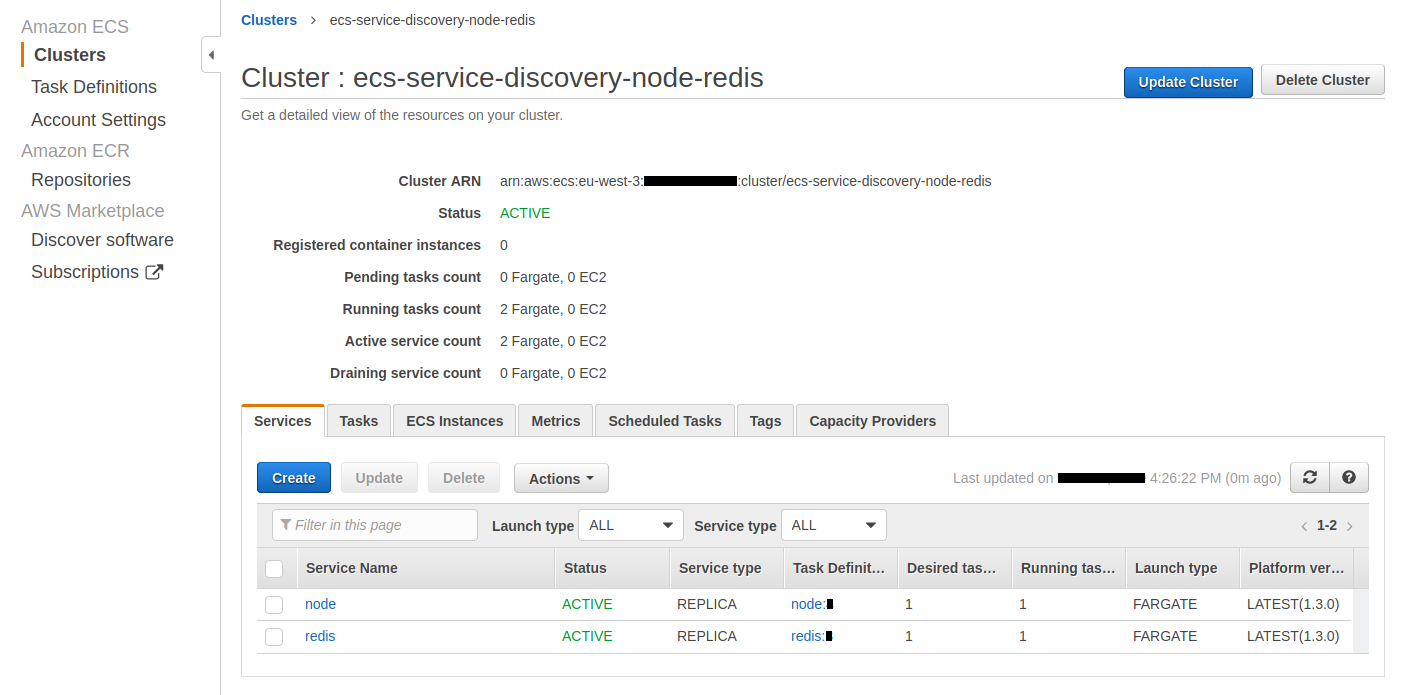 Amazon ECS
Clusters
Task Definitions
Account Settings
Amazon ECR
Repositories
AWS Marketplace
Discover software
Subscriptions
Clusters > ecs-service-discovery-node-redis
Cluster : ecs-service-discovery-node-redis
Update Cluster Delete Cluster
Get a detailed view of the resources on your cluster.
Cluster ARN arn:aws:ecs:eu-west-3: :cluster/ecs-service-discovery-node-redis
Status ACTIVE
Registered container instances 0
Pending tasks count 0 Fargate, 0 EC2
Running tasks count 2 Fargate, 0 EC2
Active service count 2 Fargate, 0 EC2
Draining service count 0 Fargate, 0 EC2
Services Tasks ECS Instances Metrics Scheduled Tasks Tags Capacity Providers
Create Update Delete Actions Last updated on 4:26:22 PM (0m ago)
Filter in this page Launch type ALL Service type ALL < 1-2 >
Service Name Status Service type Task Definit... Desired tas... Running tas... Launch type Platform ver...
node ACTIVE REPLICA node: 1 1 FARGATE LATEST(1.3.0)
redis ACTIVE REPLICA redis: 1 1 FARGATE LATEST(1.3.0)